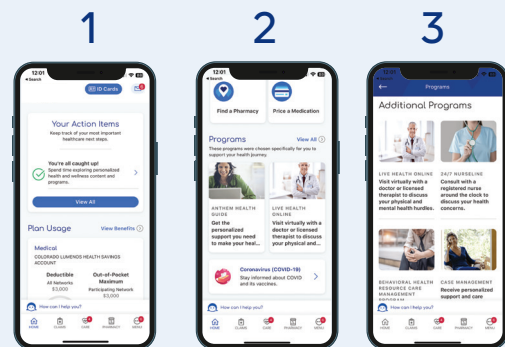 1
12:01
Search
ID Cards
Your Action Items
Keep track of your most important
healthcare next steps.
You're all caught up!
Spend time exploring personalized
health and wellness content and
programs.
View All
Plan Usage
View Benefits
Medical
COLORADO LUMENOS HEALTH SAVINGS
ACCOUNT
Deductible
All Networks
$3,000
Out-of-Pocket
Maximum
Participating Network
$3,000
How can I help you?
HOME CLAIMS CARE PHARMACY MENU
2
12:01
Search
Find a Pharmacy
Price a Medication
Programs
View All
These programs were chosen specifically for you to
support your health journey.
ANTHEM HEALTH
GUIDE
Get the
personalized
support you need
to make your heal...
LIVE HEALTH
ONLINE
Visit virtually with a
doctor or licensed
therapist to discuss
your physical and...
Coronavirus (COVID-19)
Stay informed about COVID
and its vaccines.
How can I help you?
HOME CLAIMS CARE PHARMACY MENU
3
12:01
Search
Programs
Additional Programs
LIVE HEALTH ONLINE
Visit virtually with a
doctor or licensed
therapist to discuss
your physical and
mental health hurdles.
24/7 NURSELINE
Consult with a
registered nurse
around the clock to
discuss your health
concerns.
BEHAVIORAL HEALTH
RESOURCE CARE
MANAGEMENT
PROGRAM
CASE MANAGEMENT
Receive personalized
support and care
How can I help you?
HOME CLAIMS CARE PHARMACY MENU